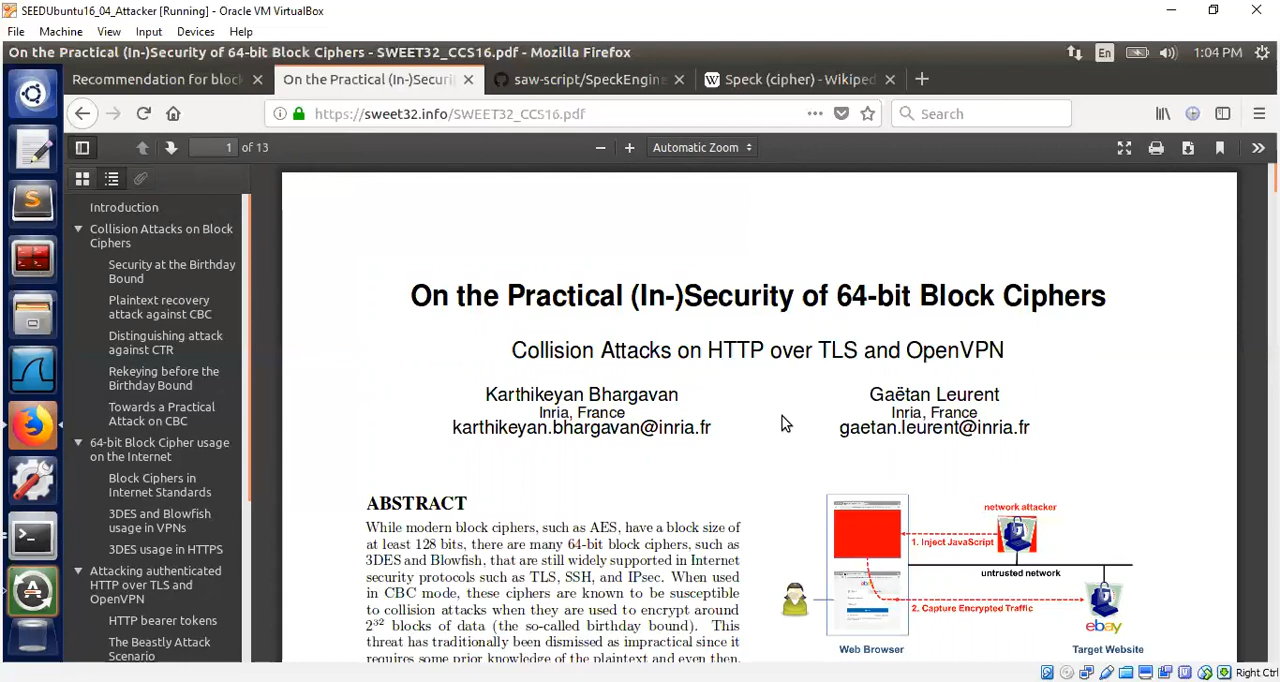 SEEDUbuntu16_04_Attacker [Running] - Oracle VM VirtualBox
File Machine View Input Devices Help
On the Practical (In-)Security of 64-bit Block Ciphers - SWEET32_CCS16.pdf - Mozilla Firefox
En
1:04 PM
Recommendation for block
On the Practical (In-)Securi
saw-script/SpeckEngine
Speck (cipher) - Wikiped
https://sweet32.info/SWEET32_CCS16.pdf
Search
1 of 13
Automatic Zoom
Introduction
Collision Attacks on Block
Ciphers
Security at the Birthday
Bound
Plaintext recovery
attack against CBC
Distinguishing attack
against CTR
Rekeying before the
Birthday Bound
Towards a Practical
Attack on CBC
64-bit Block Cipher usage
on the Internet
Block Ciphers in
Internet Standards
3DES and Blowfish
usage in VPNs
3DES usage in HTTPS
Attacking authenticated
HTTP over TLS and
OpenVPN
HTTP bearer tokens
The Beastly Attack
Scenario
On the Practical (In-)Security of 64-bit Block Ciphers
Collision Attacks on HTTP over TLS and OpenVPN
Karthikeyan Bhargavan
Inria, France
karthikeyan.bhargavan@inria.fr
Gaëtan Leurent
Inria, France
gaetan.leurent@inria.fr
ABSTRACT
While modern block ciphers, such as AES, have a block size of
at least 128 bits, there are many 64-bit block ciphers, such as
3DES and Blowfish, that are still widely supported in Internet
security protocols such as TLS, SSH, and IPsec. When used
in CBC mode, these ciphers are known to be susceptible
to collision attacks when they are used to encrypt around
2³² blocks of data (the so-called birthday bound). This
threat has traditionally been dismissed as impractical since it
requires some prior knowledge of the plaintext and even then,
network attacker
1. Inject JavaScript
untrusted network
2. Capture Encrypted Traffic
ebay
Web Browser
Target Website
Right Ctrl